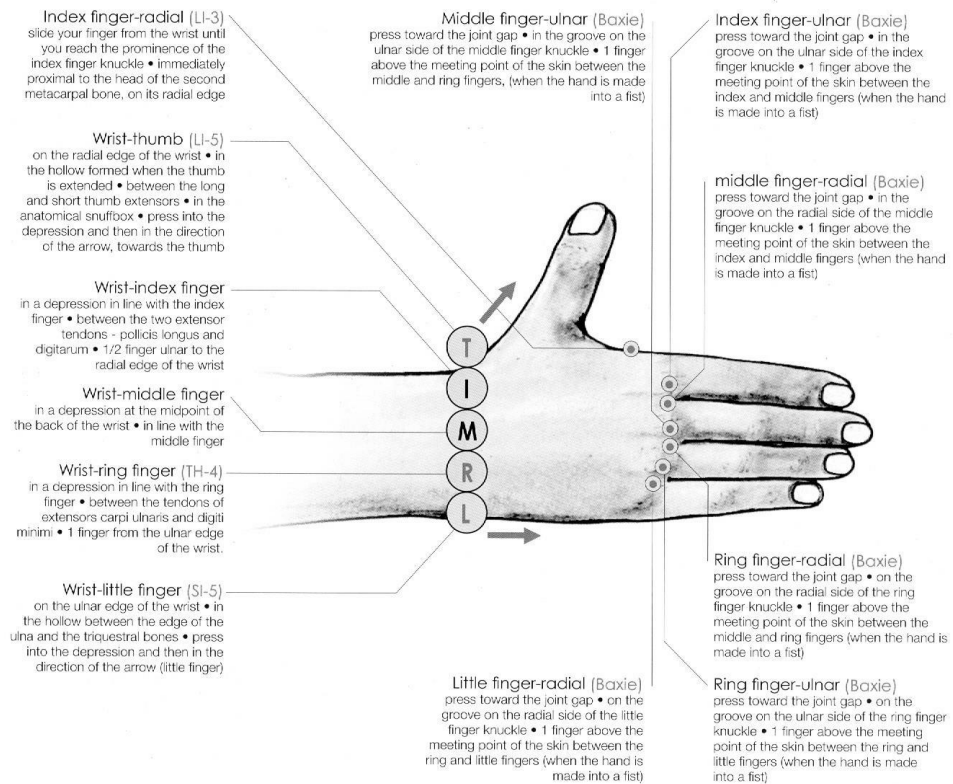 Index finger-radial (LI-3)
slide your finger from the wrist until
you reach the prominence of the
index finger knuckle • immediately
proximal to the head of the second
metacarpal bone, on its radial edge
Wrist-thumb (LI-5)
on the radial edge of the wrist • in
the hollow formed when the thumb
is extended • between the long
and short thumb extensors • in the
anatomical snuffbox • press into the
depression and then in the direction
of the arrow, towards the thumb
Wrist-index finger
in a depression in line with the index
finger • between the two extensor
tendons - pollicis longus and
digitarum • 1/2 finger ulnar to the
radial edge of the wrist
Wrist-middle finger
in a depression at the midpoint of
the back of the wrist • in line with the
middle finger
Wrist-ring finger (TH-4)
in a depression in line with the ring
finger • between the tendons of
extensors carpi ulnaris and digiti
minimi • 1 finger from the ulnar edge
of the wrist.
Wrist-little finger (SI-5)
on the ulnar edge of the wrist • in
the hollow between the edge of the
ulna and the triquestral bones • press
into the depression and then in the
direction of the arrow (little finger)
T
I
M
R
L
Middle finger-ulnar (Baxie)
press toward the joint gap • in the groove on the
ulnar side of the middle finger knuckle • 1 finger
above the meeting point of the skin between the
middle and ring fingers, (when the hand is made
into a fist)
Index finger-ulnar (Baxie)
press toward the joint gap • in the
groove on the ulnar side of the index
finger knuckle • 1 finger above the
meeting point of the skin between the
index and middle fingers (when the hand
is made into a fist)
middle finger-radial (Baxie)
press toward the joint gap • in the
groove on the radial side of the middle
finger knuckle • 1 finger above the
meeting point of the skin between the
index and middle fingers (when the hand
is made into a fist)
Ring finger-radial (Baxie)
press toward the joint gap • on the
groove on the radial side of the ring
finger knuckle • 1 finger above the
meeting point of the skin between the
middle and ring fingers (when the hand is
made into a fist)
Little finger-radial (Baxie)
press toward the joint gap • on the
groove on the radial side of the little
finger knuckle • 1 finger above the
meeting point of the skin between the
ring and little fingers (when the hand is
made into a fist)
Ring finger-ulnar (Baxie)
press toward the joint gap • on the
groove on the ulnar side of the ring finger
knuckle • 1 finger above the meeting
point of the skin between the ring and
little fingers (when the hand is made
into a fist)